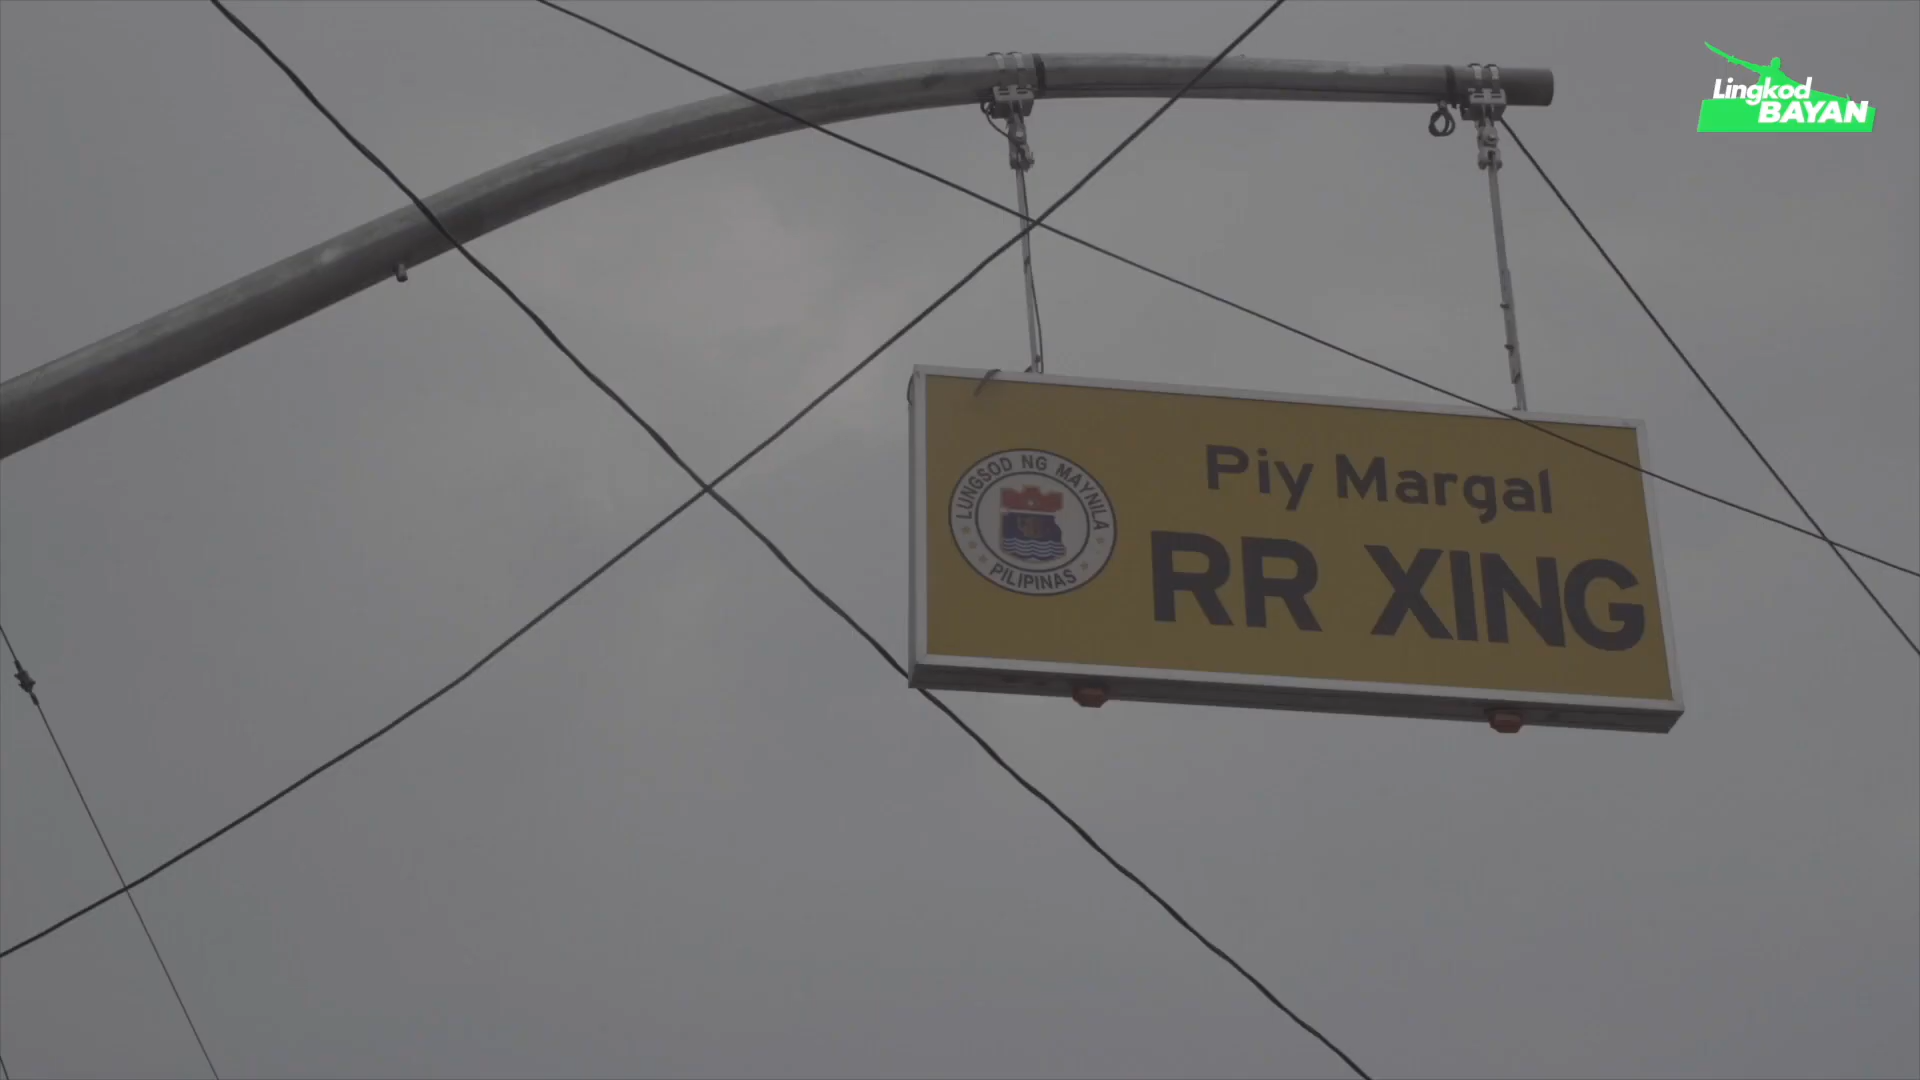 Lingkod
BAYAN
Piy Margal
RR XING
LUNGSOD NG MAYNILA
PILIPINAS